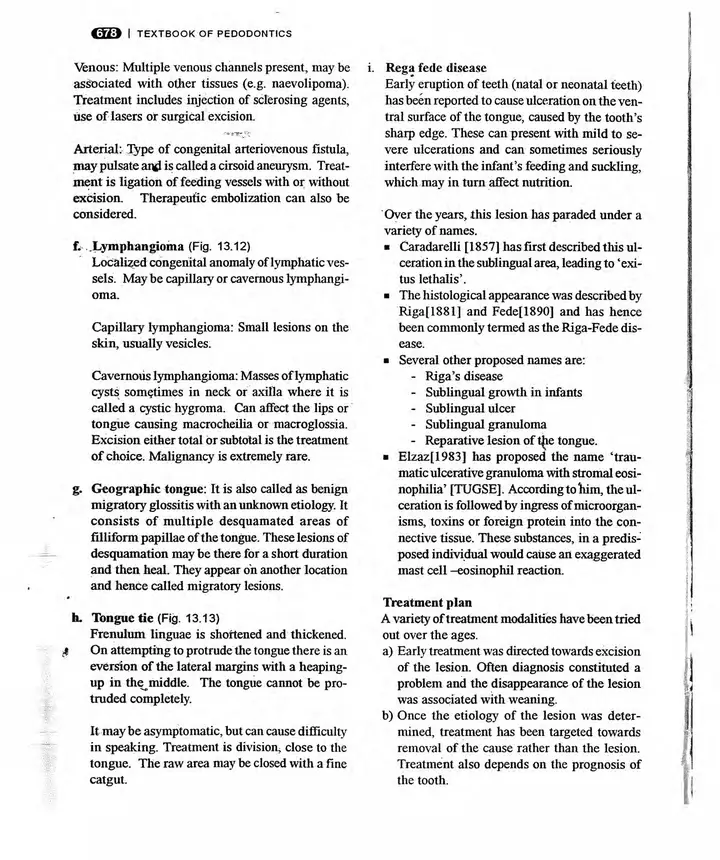 678 | TEXTBOOK OF PEDODONTICS
Venous: Multiple venous channels present, may be
associated with other tissues (e.g. naevolipoma).
Treatment includes injection of sclerosing agents,
use of lasers or surgical excision.
Arterial: Type of congenital arteriovenous fistula,
may pulsate and is called a cirsoid aneurysm. Treat-
ment is ligation of feeding vessels with or without
excision. Therapeutic embolization can also be
considered.
f. Lymphangioma (Fig. 13.12)
Localized congenital anomaly of lymphatic ves-
sels. May be capillary or cavernous lymphangi-
oma.
Capillary lymphangioma: Small lesions on the
skin, usually vesicles.
Cavernous lymphangioma: Masses of lymphatic
cysts sometimes in neck or axilla where it is
called a cystic hygroma. Can affect the lips or
tongue causing macrocheilia or macroglossia.
Excision either total or subtotal is the treatment
of choice. Malignancy is extremely rare.
g. Geographic tongue: It is also called as benign
migratory glossitis with an unknown etiology. It
consists of multiple desquamated areas of
filliform papillae of the tongue. These lesions of
desquamation may be there for a short duration
and then heal. They appear on another location
and hence called migratory lesions.
h. Tongue tie (Fig. 13.13)
Frenulum linguae is shortened and thickened.
On attempting to protrude the tongue there is an
eversion of the lateral margins with a heaping-
up in the middle. The tongue cannot be pro-
truded completely.
It may be asymptomatic, but can cause difficulty
in speaking. Treatment is division, close to the
tongue. The raw area may be closed with a fine
catgut.
i. Rega fede disease
Early eruption of teeth (natal or neonatal teeth)
has been reported to cause ulceration on the ven-
tral surface of the tongue, caused by the tooth's
sharp edge. These can present with mild to se-
vere ulcerations and can sometimes seriously
interfere with the infant's feeding and suckling,
which may in turn affect nutrition.
Over the years, this lesion has paraded under a
variety of names.
▪ Caradarelli [1857] has first described this ul-
ceration in the sublingual area, leading to 'exi-
tus lethalis'.
▪ The histological appearance was described by
Riga[1881] and Fede[1890] and has hence
been commonly termed as the Riga-Fede dis-
ease.
▪ Several other proposed names are:
- Riga's disease
- Sublingual growth in infants
- Sublingual ulcer
- Sublingual granuloma
- Reparative lesion of the tongue.
▪ Elzaz[1983] has proposed the name 'trau-
matic ulcerative granuloma with stromal eosi-
nophilia' [TUGSE]. According to him, the ul-
ceration is followed by ingress of microorgan-
isms, toxins or foreign protein into the con-
nective tissue. These substances, in a predis-
posed individual would cause an exaggerated
mast cell –eosinophil reaction.
Treatment plan
A variety of treatment modalities have been tried
out over the ages.
a) Early treatment was directed towards excision
of the lesion. Often diagnosis constituted a
problem and the disappearance of the lesion
was associated with weaning.
b) Once the etiology of the lesion was deter-
mined, treatment has been targeted towards
removal of the cause rather than the lesion.
Treatment also depends on the prognosis of
the tooth.